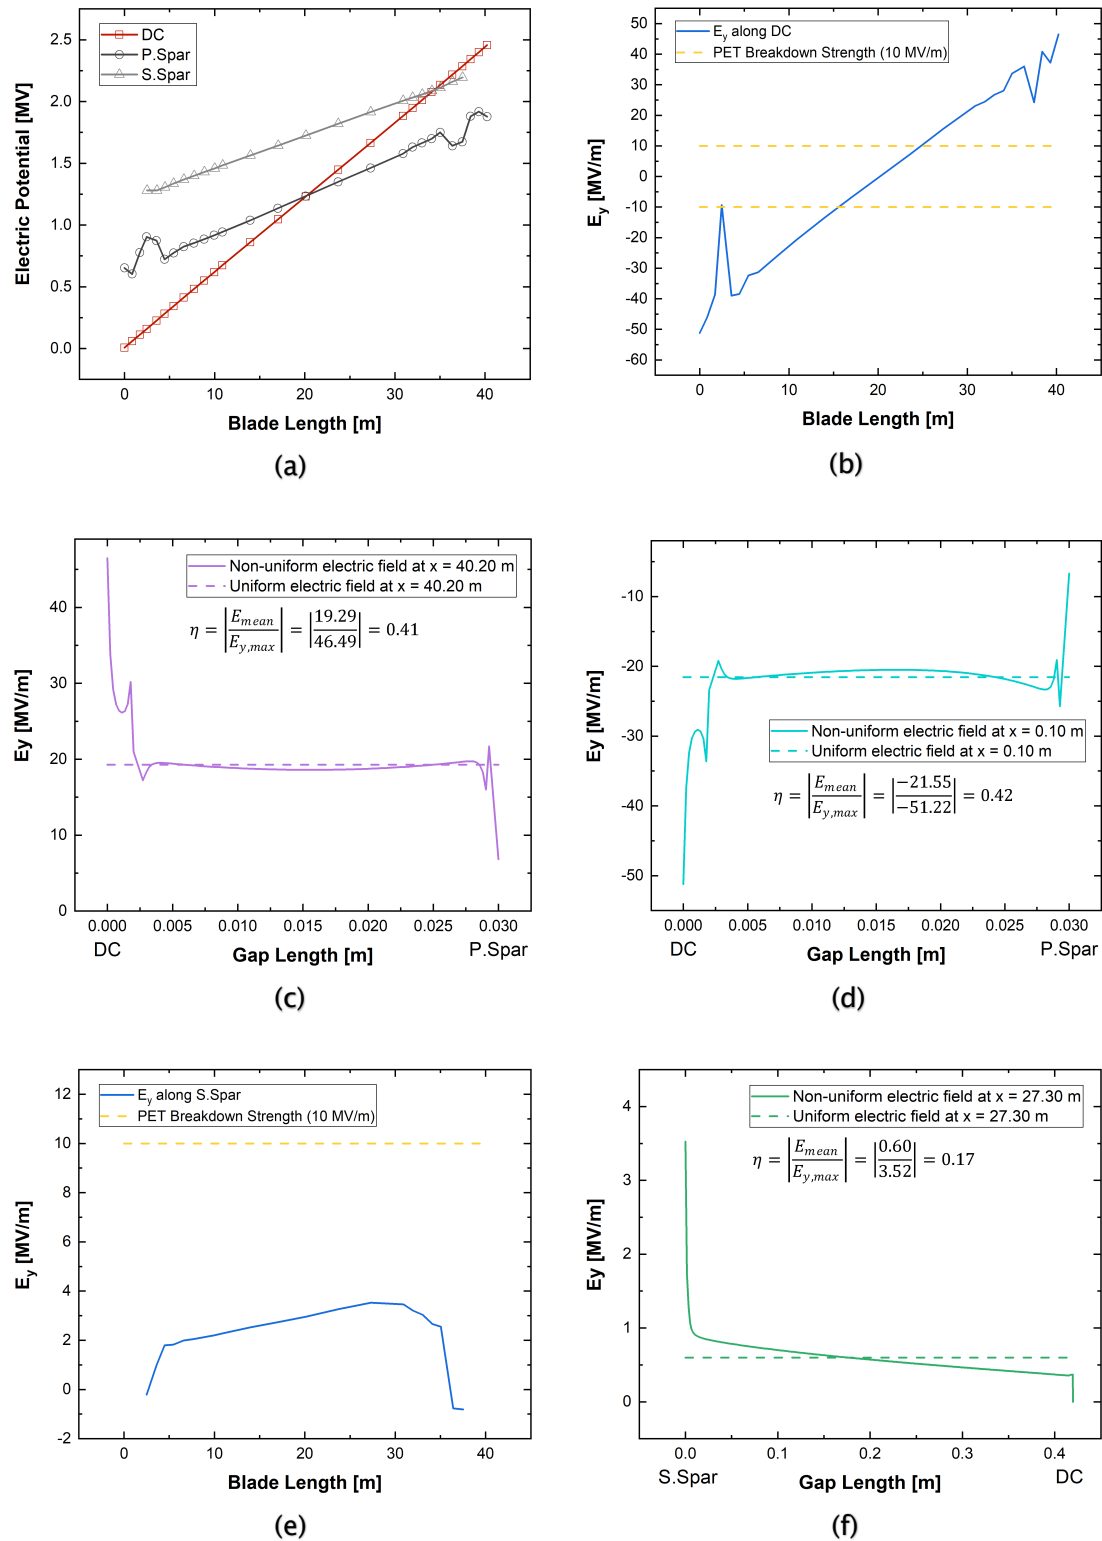 DC
P.Spar
S.Spar
2.5
2.0
1.5
1.0
0.5
0.0
Electric Potential [MV]
0 10 20 30 40
Blade Length [m]
(a)
E_y along DC
PET Breakdown Strength (10 MV/m)
50
40
30
20
10
0
-10
-20
-30
-40
-50
-60
E_y [MV/m]
0 10 20 30 40
Blade Length [m]
(b)
Non-uniform electric field at x = 40.20 m
Uniform electric field at x = 40.20 m
η = |E_mean / E_y,max| = |19.29 / 46.49| = 0.41
40
30
20
10
0
Ey [MV/m]
0.000 0.005 0.010 0.015 0.020 0.025 0.030
DC Gap Length [m] P.Spar
(c)
-10
-20
-30
-40
-50
Ey [MV/m]
Non-uniform electric field at x = 0.10 m
Uniform electric field at x = 0.10 m
η = |E_mean / E_y,max| = |−21.55 / −51.22| = 0.42
0.000 0.005 0.010 0.015 0.020 0.025 0.030
DC Gap Length [m] P.Spar
(d)
E_y along S.Spar
PET Breakdown Strength (10 MV/m)
12
10
8
6
4
2
0
-2
E_y [MV/m]
0 10 20 30 40
Blade Length [m]
(e)
Non-uniform electric field at x = 27.30 m
Uniform electric field at x = 27.30 m
η = |E_mean / E_y,max| = |0.60 / 3.52| = 0.17
4
3
2
1
0
Ey [MV/m]
0.0 0.1 0.2 0.3 0.4
S.Spar Gap Length [m] DC
(f)